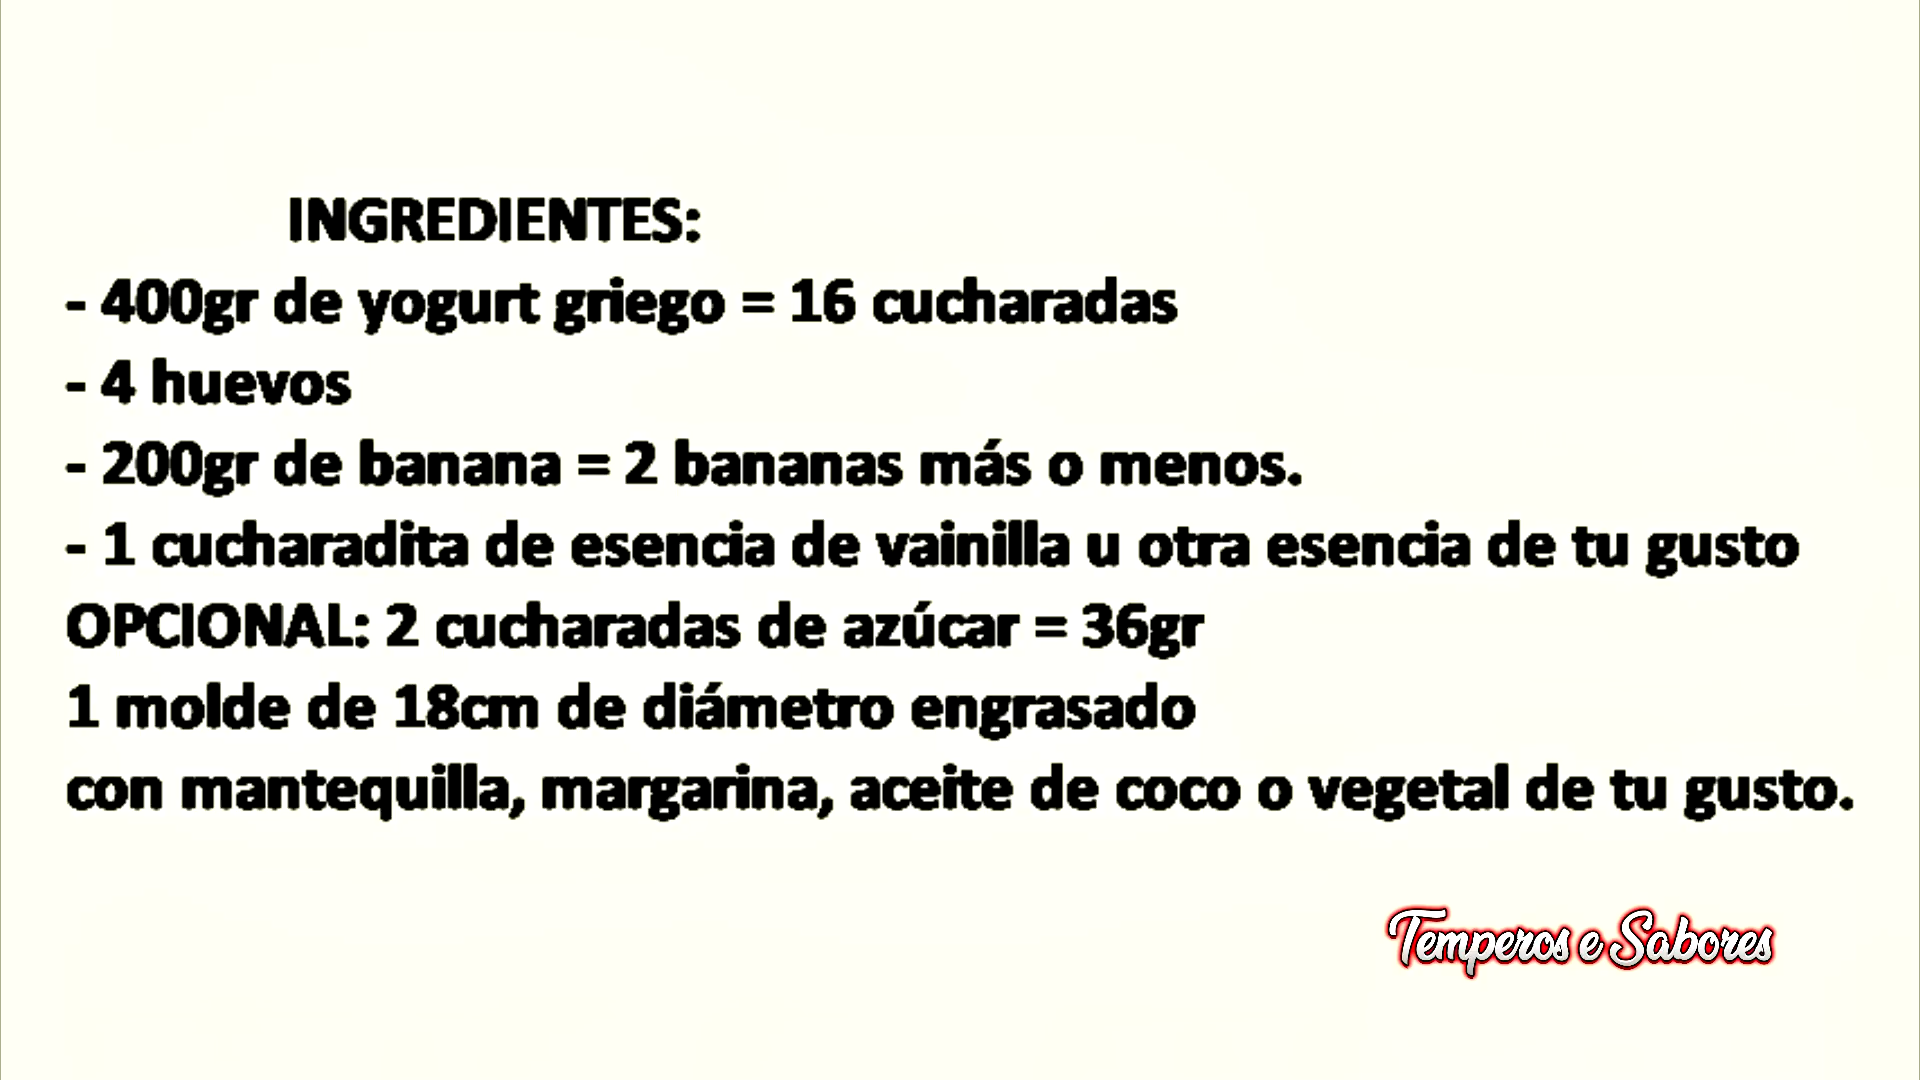 INGREDIENTES:
- 400gr de yogurt griego = 16 cucharadas
- 4 huevos
- 200gr de banana = 2 bananas más o menos.
- 1 cucharadita de esencia de vainilla u otra esencia de tu gusto
OPCIONAL: 2 cucharadas de azúcar = 36gr
1 molde de 18cm de diámetro engrasado
con mantequilla, margarina, aceite de coco o vegetal de tu gusto.
Temperos e Sabores